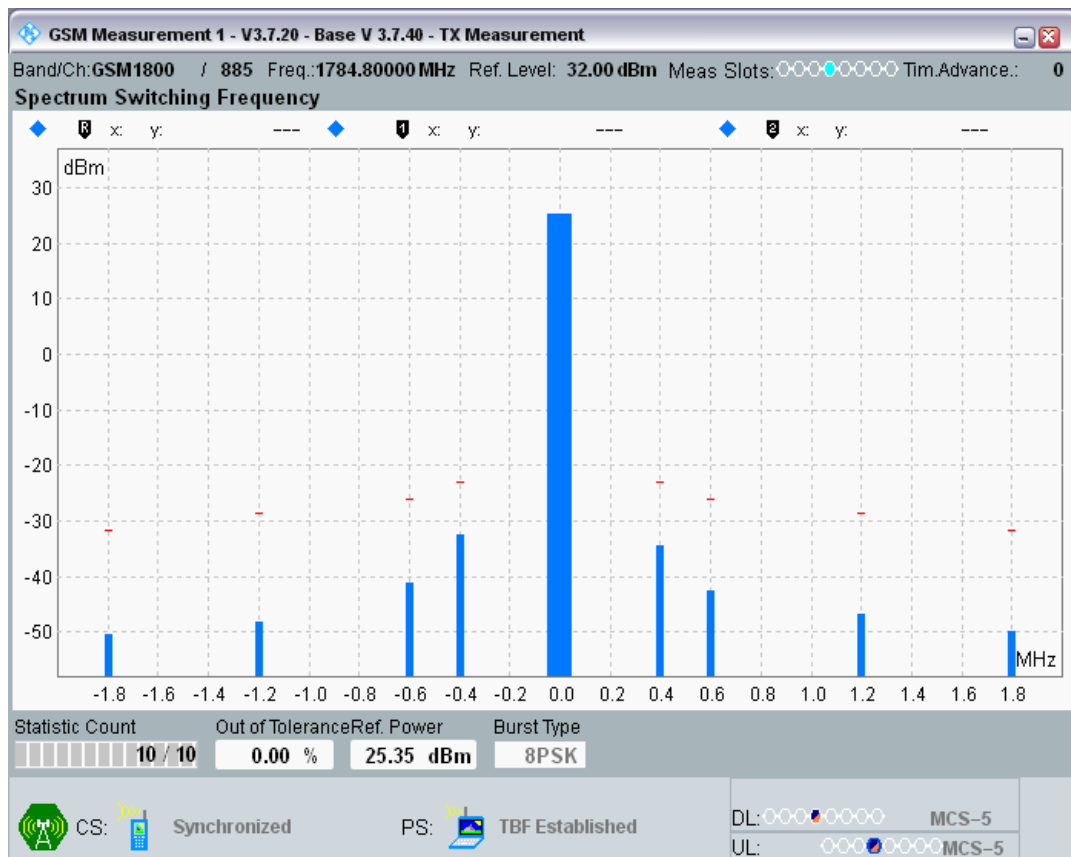 GSM Measurement 1 - V3.7.20 - Base V 3.7.40 - TX Measurement
Band/Ch:GSM1800 / 885 Freq.:1784.80000 MHz Ref. Level: 32.00 dBm Meas Slots: Tim.Advance.: 0
Spectrum Switching Frequency
R x: y: --- 1 x: y: --- 2 x: y: ---
dBm
30
20
10
0
-10
-20
-30
-40
-50
MHz
-1.8 -1.6 -1.4 -1.2 -1.0 -0.8 -0.6 -0.4 -0.2 0.0 0.2 0.4 0.6 0.8 1.0 1.2 1.4 1.6 1.8
Statistic Count Out of Tolerance Ref. Power Burst Type
10 / 10 0.00 % 25.35 dBm 8PSK
CS: Synchronized PS: TBF Established DL: MCS-5
UL: MCS-5